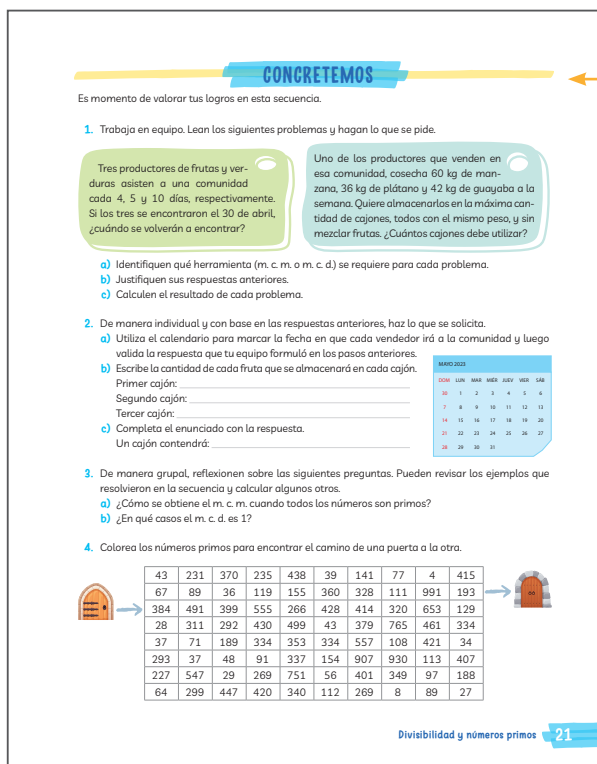 CONCRETEMOS
Es momento de valorar tus logros en esta secuencia.
1. Trabaja en equipo. Lean los siguientes problemas y hagan lo que se pide.
Tres productores de frutas y ver-
duras asisten a una comunidad
cada 4, 5 y 10 días, respectivamente.
Si los tres se encontraron el 30 de abril,
¿cuándo se volverán a encontrar?
Uno de los productores que venden en
esa comunidad, cosecha 60 kg de man-
zana, 36 kg de plátano y 42 kg de guayaba a la
semana. Quiere almacenarlos en la máxima can-
tidad de cajones, todos con el mismo peso, y sin
mezclar frutas. ¿Cuántos cajones debe utilizar?
a) Identifiquen qué herramienta (m. c. m. o m. c. d.) se requiere para cada problema.
b) Justifiquen sus respuestas anteriores.
c) Calculen el resultado de cada problema.
2. De manera individual y con base en las respuestas anteriores, haz lo que se solicita.
a) Utiliza el calendario para marcar la fecha en que cada vendedor irá a la comunidad y luego
valida la respuesta que tu equipo formuló en los pasos anteriores.
b) Escribe la cantidad de cada fruta que se almacenará en cada cajón.
Primer cajón:
Segundo cajón:
Tercer cajón:
c) Completa el enunciado con la respuesta.
Un cajón contendrá:
MAYO 2023
DOM LUN MAR MIÉR JUEV VIER SÁB
30 1 2 3 4 5 6
7 8 9 10 11 12 13
14 15 16 17 18 19 20
21 22 23 24 25 26 27
28 29 30 31
3. De manera grupal, reflexionen sobre las siguientes preguntas. Pueden revisar los ejemplos que
resolvieron en la secuencia y calcular algunos otros.
a) ¿Cómo se obtiene el m. c. m. cuando todos los números son primos?
b) ¿En qué casos el m. c. d. es 1?
4. Colorea los números primos para encontrar el camino de una puerta a la otra.
43 231 370 235 438 39 141 77 4 415
67 89 36 119 155 360 328 111 991 193
384 491 399 555 266 428 414 320 653 129
28 311 292 430 499 43 379 765 461 334
37 71 189 334 353 334 557 108 421 34
293 37 48 91 337 154 907 930 113 407
227 547 29 269 751 56 401 349 97 188
64 299 447 420 340 112 269 8 89 27
Divisibilidad y números primos 21